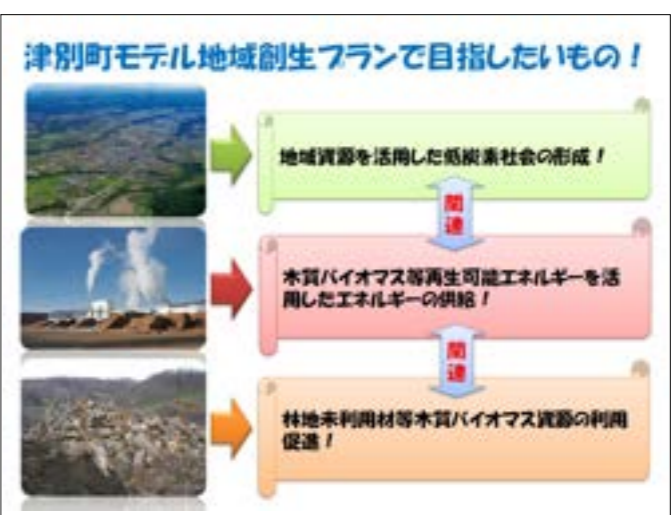 津別町モデル地域創生プランで目指したいもの！
地域資源を活用した低炭素社会の形成！
関連
木質バイオマス等再生可能エネルギーを活
用したエネルギーの供給！
関連
林地未利用材等木質バイオマス資源の利用
促進！